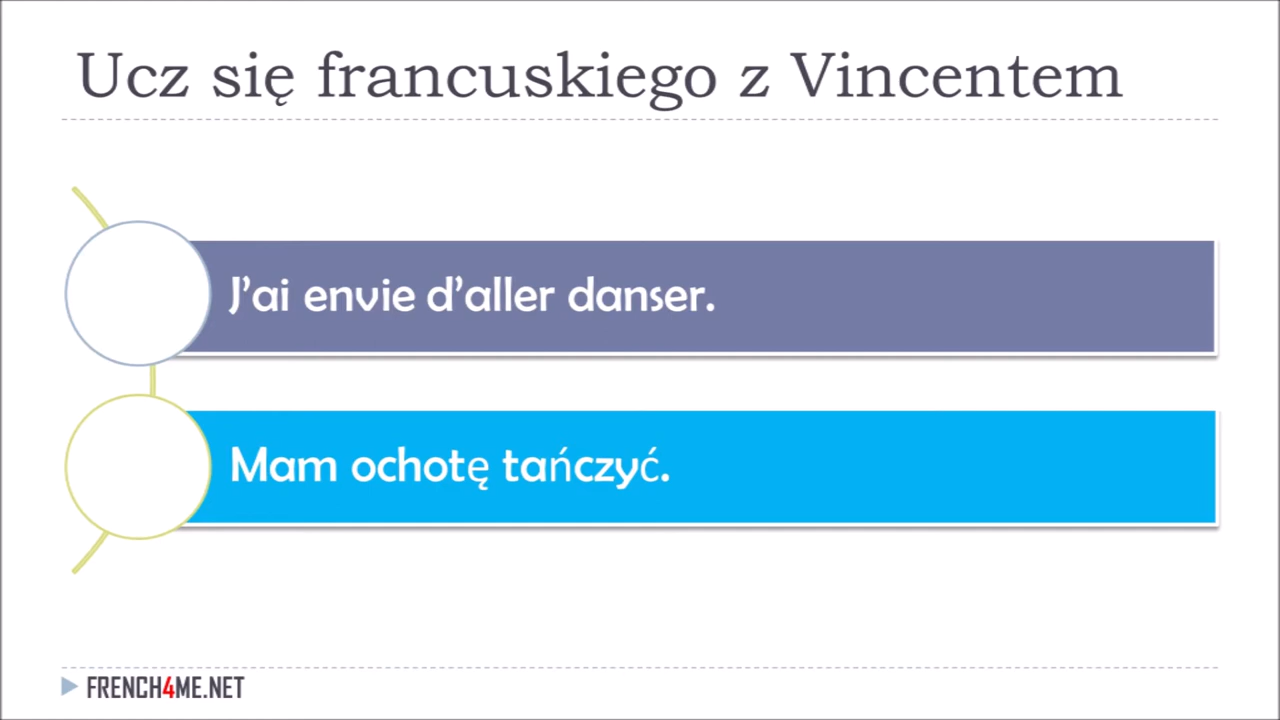 Ucz się francuskiego z Vincentem
J’ai envie d’aller danser.
Mam ochotę tańczyć.
FRENCH4ME.NET